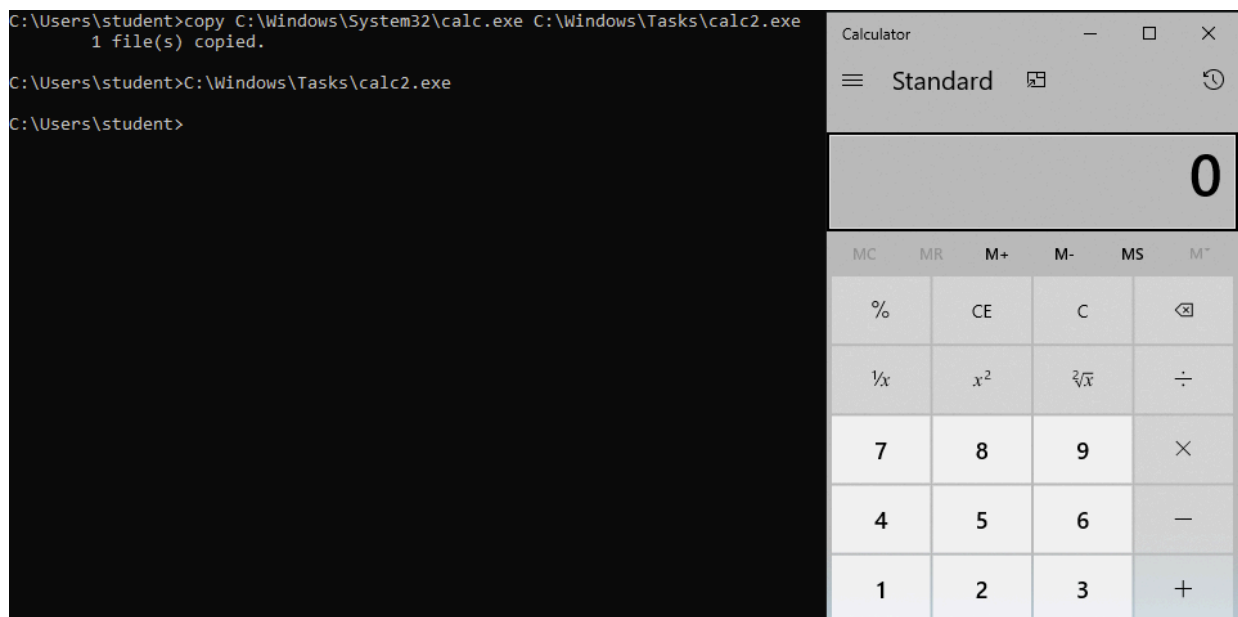 C:\Users\student>copy C:\Windows\System32\calc.exe C:\Windows\Tasks\calc2.exe
1 file(s) copied.
C:\Users\student>C:\Windows\Tasks\calc2.exe
C:\Users\student>
Calculator
Standard
0
MC MR M+ M- MS M˅
% CE C
¹⁄x x² ²√x ÷
7 8 9 ×
4 5 6 −
1 2 3 +